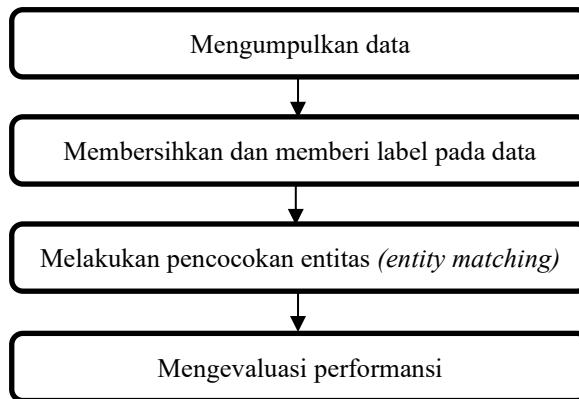 Mengumpulkan data
Membersihkan dan memberi label pada data
Melakukan pencocokan entitas (entity matching)
Mengevaluasi performansi